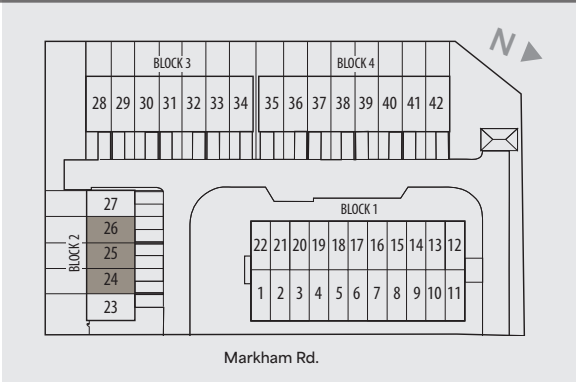 N
BLOCK 3 BLOCK 4
28 29 30 31 32 33 34 35 36 37 38 39 40 41 42
27
26
25
24
23
BLOCK 2
BLOCK 1
22 21 20 19 18 17 16 15 14 13 12
1 2 3 4 5 6 7 8 9 10 11
Markham Rd.